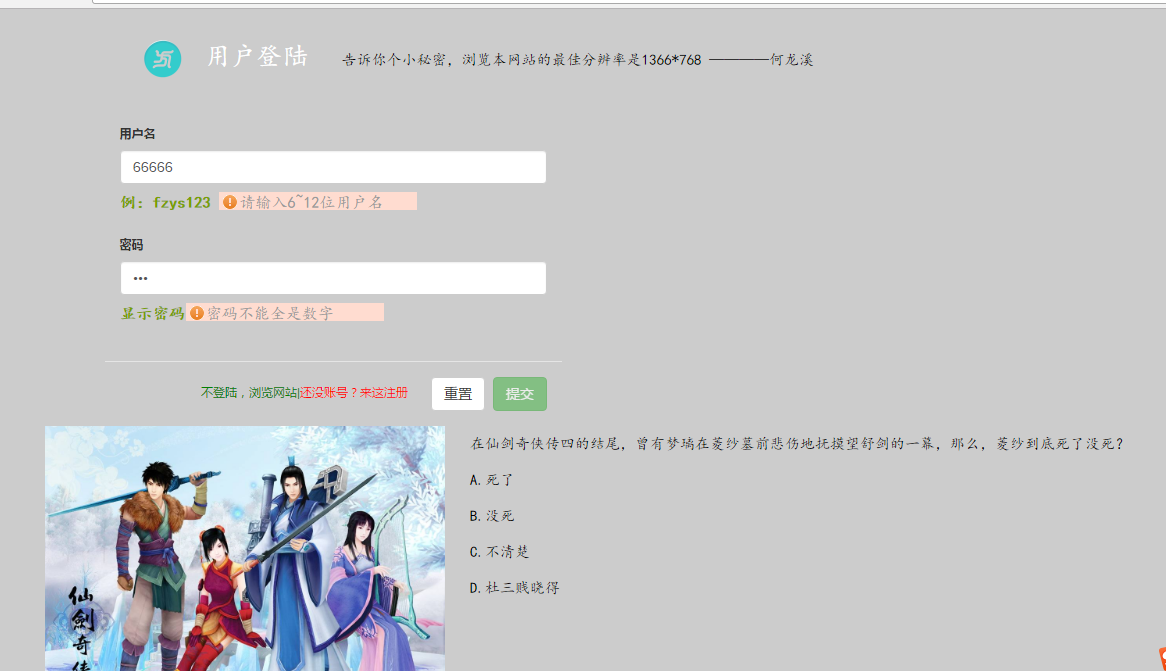 用户登陆
告诉你个小秘密，浏览本网站的最佳分辨率是1366*768 ————何龙溪
用户名
66666
例：fzys123 请输入6~12位用户名
密码
•••
显示密码 密码不能全是数字
不登陆，浏览网站|还没账号？来这注册 重置 提交
在仙剑奇侠传四的结尾，曾有梦璃在菱纱墓前悲伤地抚摸望舒剑的一幕，那么，菱纱到底死了没死？
A.死了
B.没死
C.不清楚
D.杜三贱晓得
仙劍奇